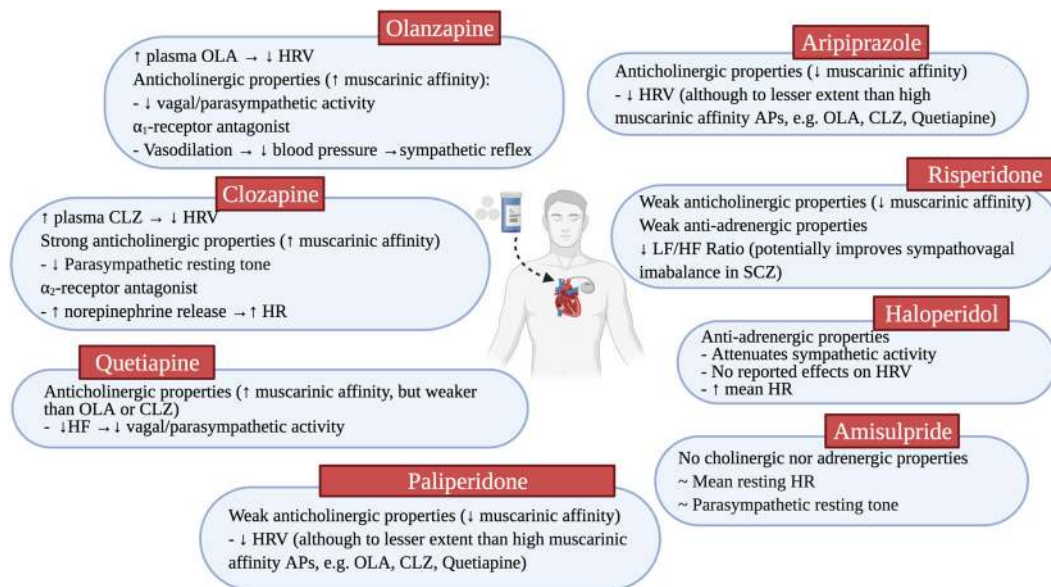 Olanzapine
↑ plasma OLA → ↓ HRV
Anticholinergic properties (↑ muscarinic affinity):
- ↓ vagal/parasympathetic activity
α₁-receptor antagonist
- Vasodilation → ↓ blood pressure →sympathetic reflex
Clozapine
↑ plasma CLZ → ↓ HRV
Strong anticholinergic properties (↑ muscarinic affinity)
- ↓ Parasympathetic resting tone
α₂-receptor antagonist
- ↑ norepinephrine release →↑ HR
Quetiapine
Anticholinergic properties (↑ muscarinic affinity, but weaker
than OLA or CLZ)
- ↓HF →↓ vagal/parasympathetic activity
Paliperidone
Weak anticholinergic properties (↓ muscarinic affinity)
- ↓ HRV (although to lesser extent than high muscarinic
affinity APs, e.g. OLA, CLZ, Quetiapine)
Aripiprazole
Anticholinergic properties (↓ muscarinic affinity)
- ↓ HRV (although to lesser extent than high
muscarinic affinity APs, e.g. OLA, CLZ, Quetiapine)
Risperidone
Weak anticholinergic properties (↓ muscarinic affinity)
Weak anti-adrenergic properties
↓ LF/HF Ratio (potentially improves sympathovagal
imabalance in SCZ)
Haloperidol
Anti-adrenergic properties
- Attenuates sympathetic activity
- No reported effects on HRV
- ↑ mean HR
Amisulpride
No cholinergic nor adrenergic properties
~ Mean resting HR
~ Parasympathetic resting tone